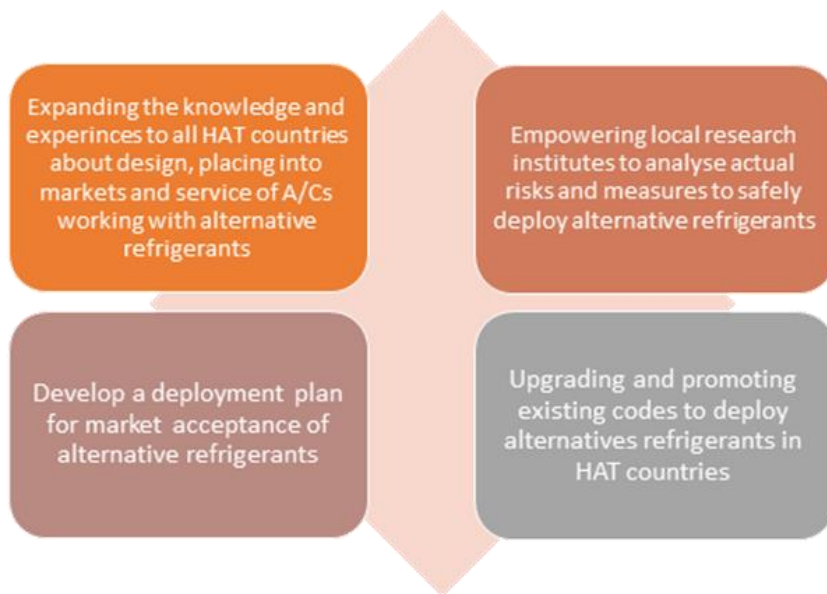 Expanding the knowledge and
experinces to all HAT countries
about design, placing into
markets and service of A/Cs
working with alternative
refrigerants
Empowering local research
institutes to analyse actual
risks and measures to safely
deploy alternative refrigerants
Develop a deployment plan
for market acceptance of
alternative refrigerants
Upgrading and promoting
existing codes to deploy
alternatives refrigerants in
HAT countries